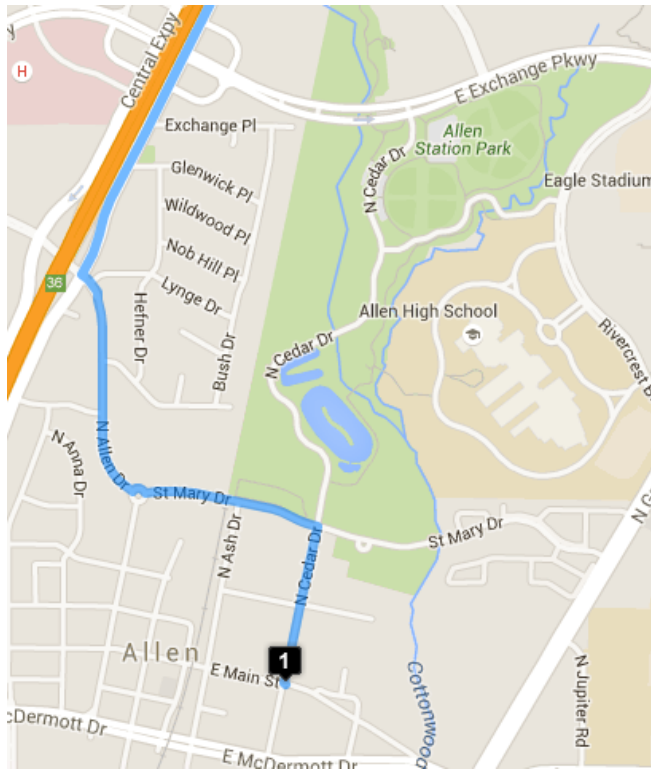 Central Expy
H
E Exchange Pkwy
Exchange Pl
Allen
Station Park
N Cedar Dr
Glenwick Pl
Eagle Stadium
Wildwood Pl
Nob Hill Pl
36
Lynge Dr
Hefner Dr
Allen High School
Bush Dr
N Cedar Dr
Rivercrest B
N Anna Dr
N Allen Dr
St Mary Dr
N G
N Ash Dr
St Mary Dr
N Cedar Dr
Allen
1
E Main St
Cottonwood
N Jupiter Rd
cDermott Dr
E McDermott Dr